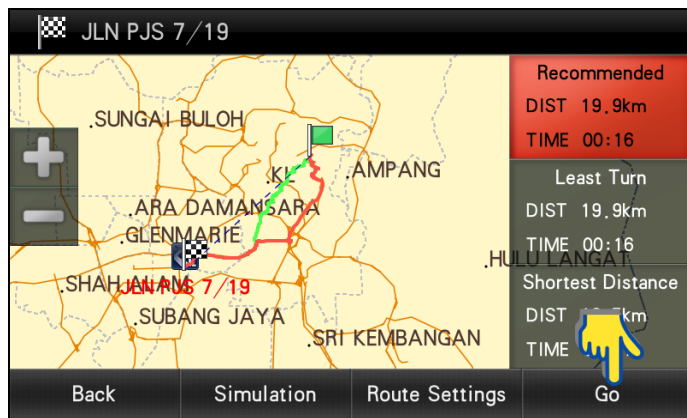 JLN PJS 7/19
.SUNGAI BULOH
.KL
.AMPANG
.ARA DAMANSARA
.GLENMARIE
.HULU LANGAT
.SHAH ALAM
JLN PJS 7/19
.SUBANG JAYA
.SRI KEMBANGAN
Recommended
DIST 19.9km
TIME 00:16
Least Turn
DIST 19.9km
TIME 00:16
Shortest Distance
DIST
TIME
Back
Simulation
Route Settings
Go